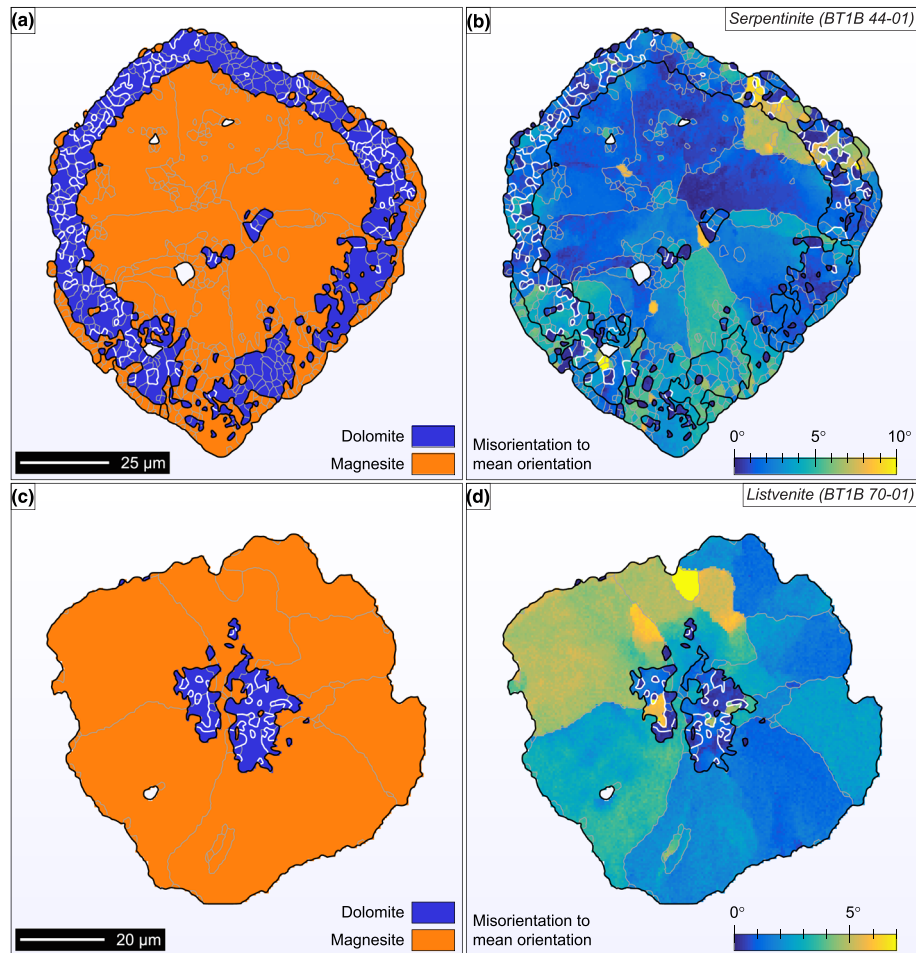 (a)
Dolomite
Magnesite
25 µm
(b)
Serpentinite (BT1B 44-01)
Misorientation to
mean orientation
0° 5° 10°
(c)
Dolomite
Magnesite
20 µm
(d)
Listvenite (BT1B 70-01)
Misorientation to
mean orientation
0° 5°